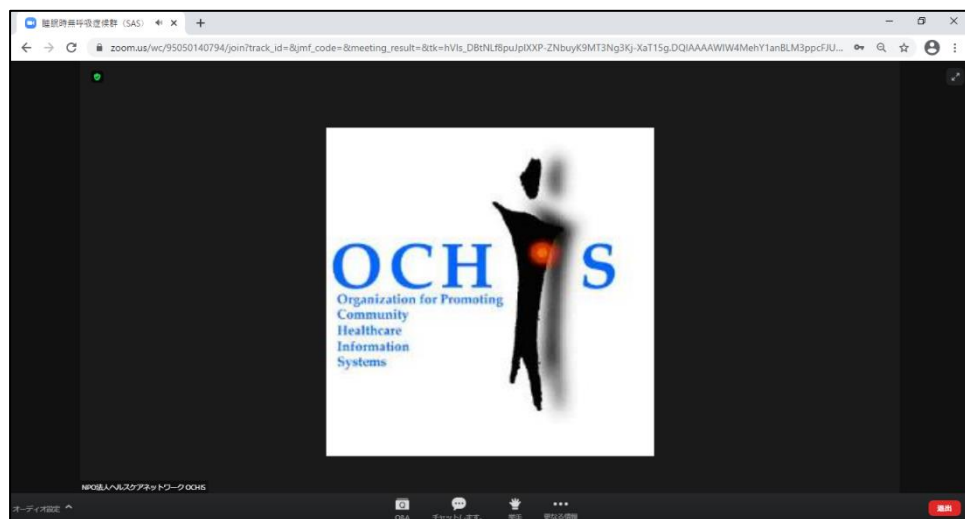 睡眠時無呼吸症候群（SAS）
zoom.us/wc/95050140794/join?track_id=&jmf_code=&meeting_result=&tk=hVls_DBtNLf8puJpIXXP-ZNbuyK9MT3Ng3Kj-XaT15g.DQIAAAAWIW4MehY1anBLM3ppcFJU...
OCHiS
Organization for Promoting
Community
Healthcare
Information
Systems
NPO法人ヘルスケアネットワークOCHIS
オーディオ設定
Q&A
チャットします。
挙手
更なる情報
退出